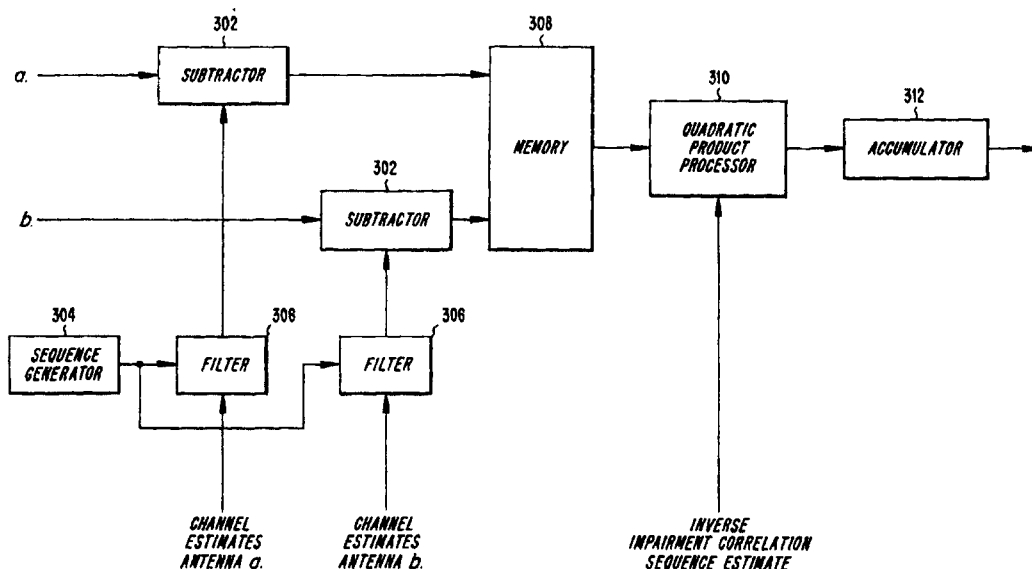 302
308
a.
SUBTRACTOR
310
312
MEMORY
QUADRATIC
PRODUCT
PROCESSOR
ACCUMULATOR
302
b.
SUBTRACTOR
304
306
306
SEQUENCE
GENERATOR
FILTER
FILTER
CHANNEL
ESTIMATES
ANTENNA a.
CHANNEL
ESTIMATES
ANTENNA b.
INVERSE
IMPAIRMENT CORRELATION
SEQUENCE ESTIMATE